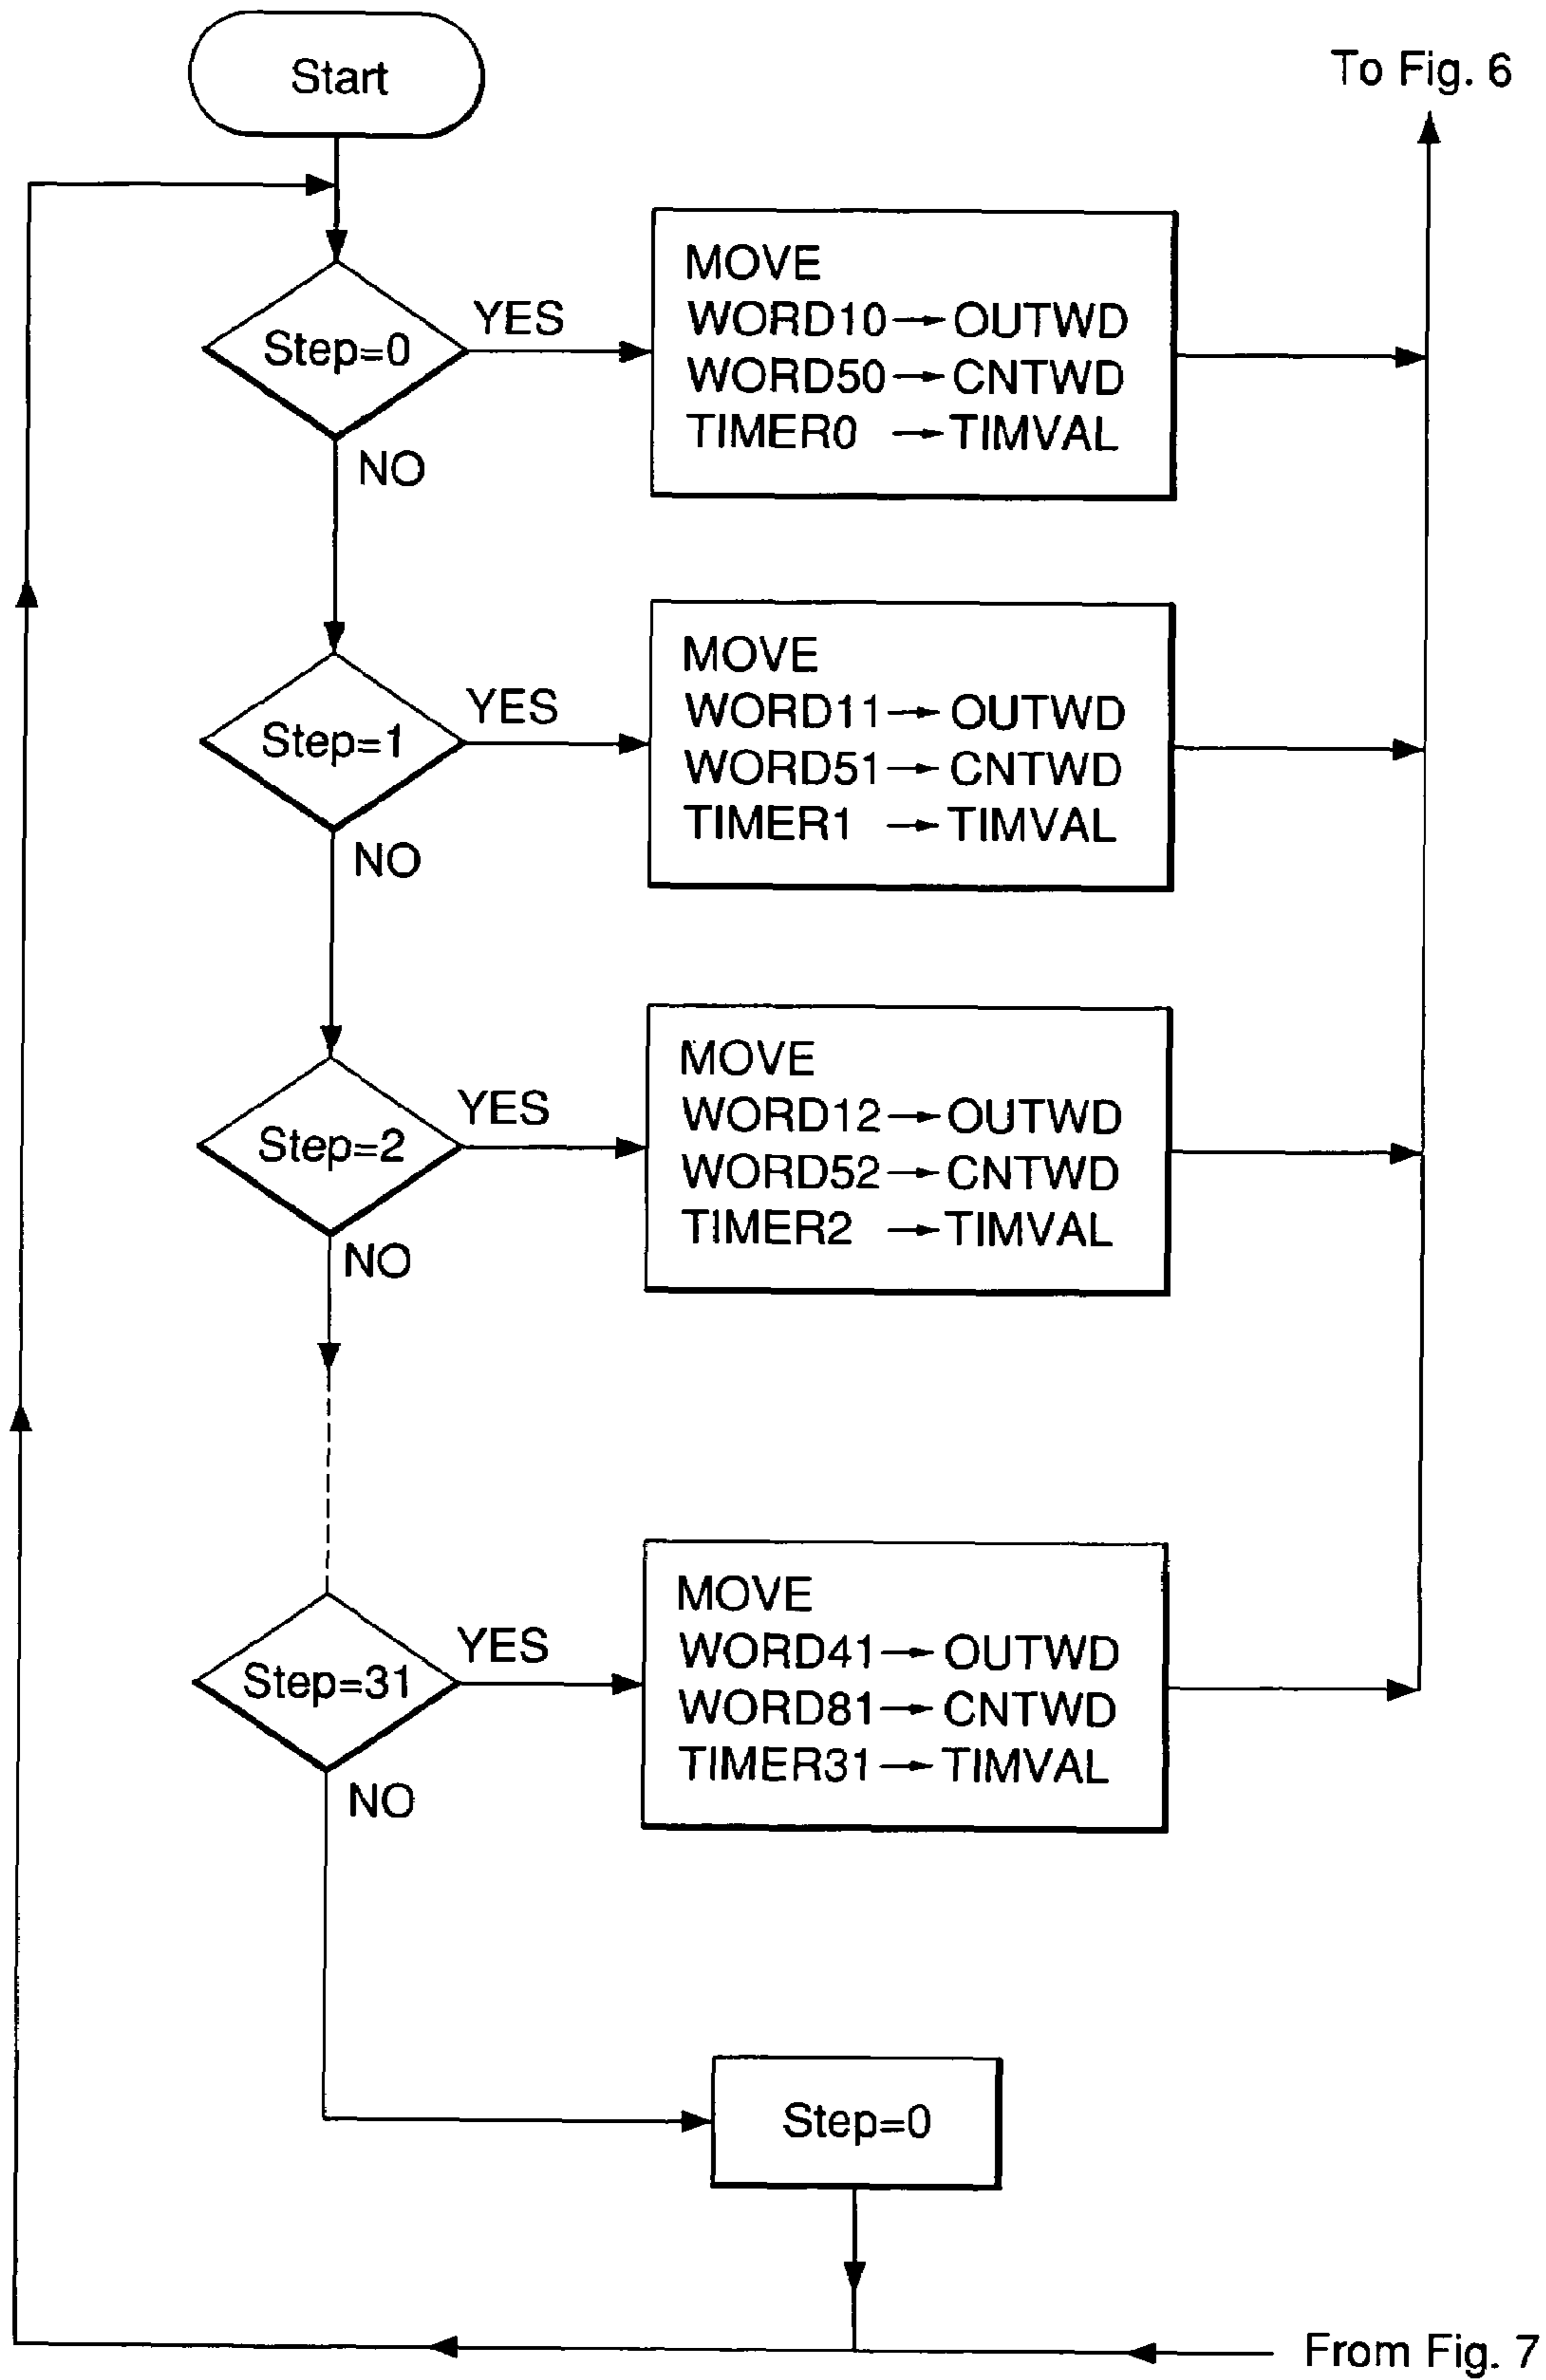 Start
To Fig. 6
Step=0
YES
NO
MOVE
WORD10→OUTWD
WORD50→CNTWD
TIMER0 →TIMVAL
Step=1
YES
NO
MOVE
WORD11→OUTWD
WORD51→CNTWD
TIMER1 →TIMVAL
Step=2
YES
NO
MOVE
WORD12→OUTWD
WORD52→CNTWD
TIMER2 →TIMVAL
Step=31
YES
NO
MOVE
WORD41→OUTWD
WORD81→CNTWD
TIMER31→TIMVAL
Step=0
From Fig. 7